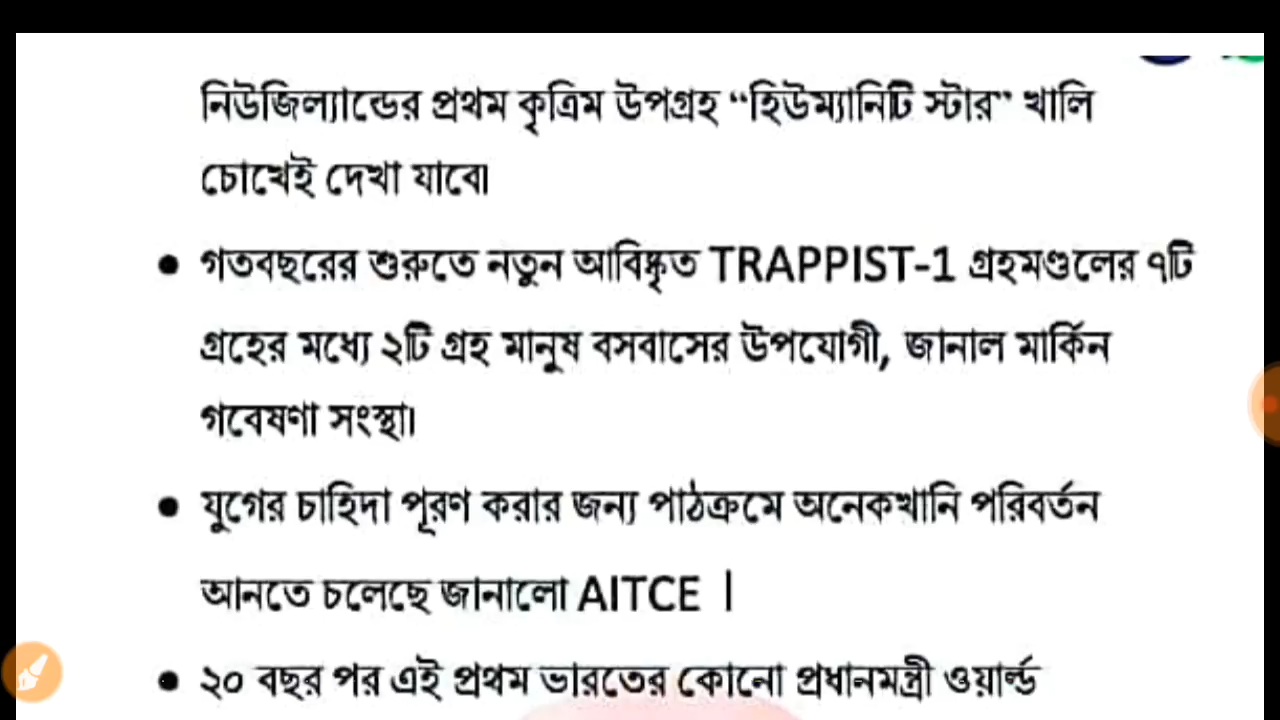 নিউজিল্যান্ডের প্রথম কৃত্রিম উপগ্রহ “হিউম্যানিটি স্টার” খালি
চোখেই দেখা যাবে।
• গতবছরের শুরুতে নতুন আবিষ্কৃত TRAPPIST-1 গ্রহমণ্ডলের ৭টি
গ্রহের মধ্যে ২টি গ্রহ মানুষ বসবাসের উপযোগী, জানাল মার্কিন
গবেষণা সংস্থা।
• যুগের চাহিদা পূরণ করার জন্য পাঠক্রমে অনেকখানি পরিবর্তন
আনতে চলেছে জানালো AITCE |
• ২০ বছর পর এই প্রথম ভারতের কোনো প্রধানমন্ত্রী ওয়ার্ল্ড